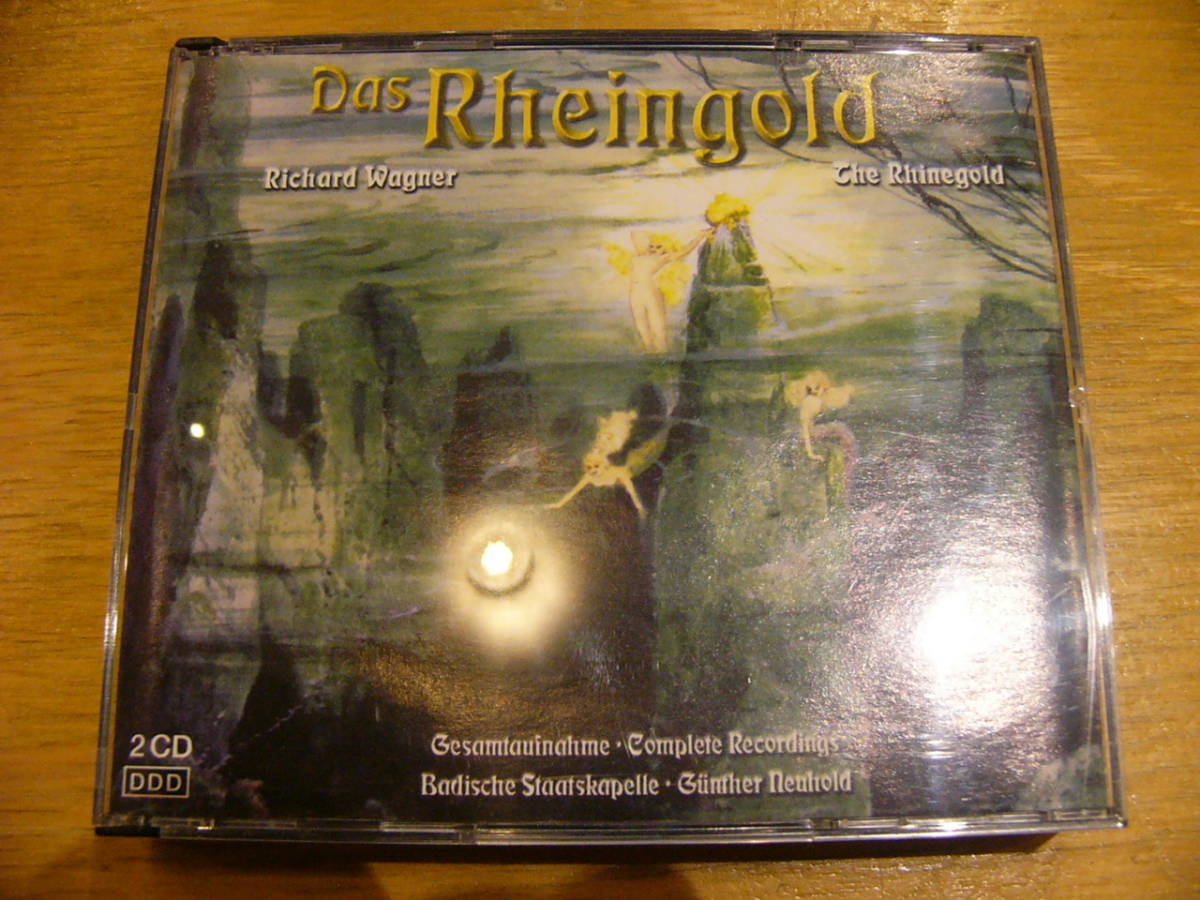 Das Rheingold
Richard Wagner
The Rhinegold
2 CD
DDD
Gesamtaufnahme · Complete Recordings
Badische Staatskapelle · Günther Neuhold